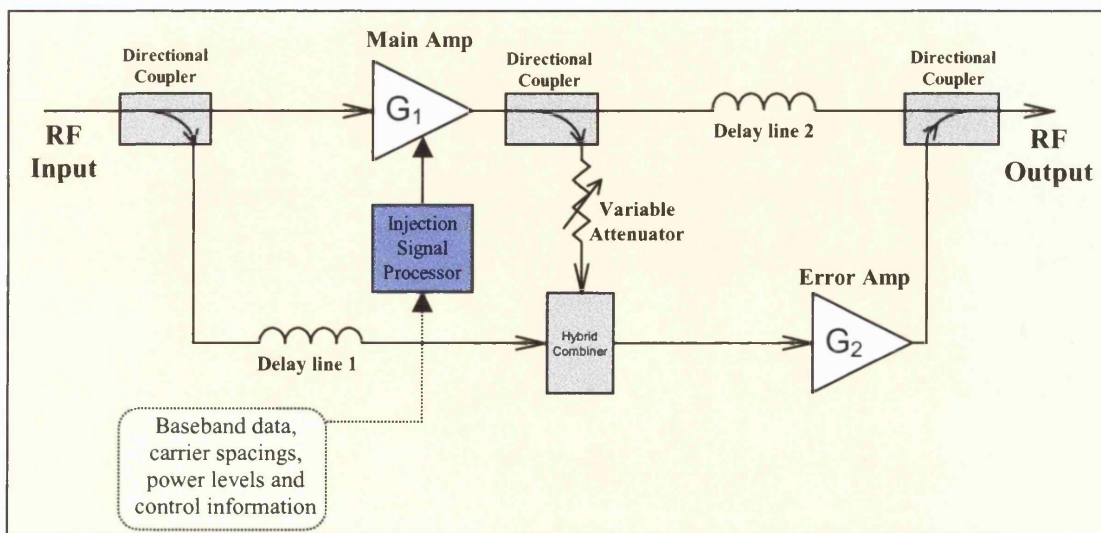 Directional
Coupler
Main Amp
Directional
Coupler
Directional
Coupler
RF
Input
G1
Delay line 2
RF
Output
Injection
Signal
Processor
Variable
Attenuator
Error Amp
Delay line 1
Hybrid
Combiner
G2
Baseband data,
carrier spacings,
power levels and
control information